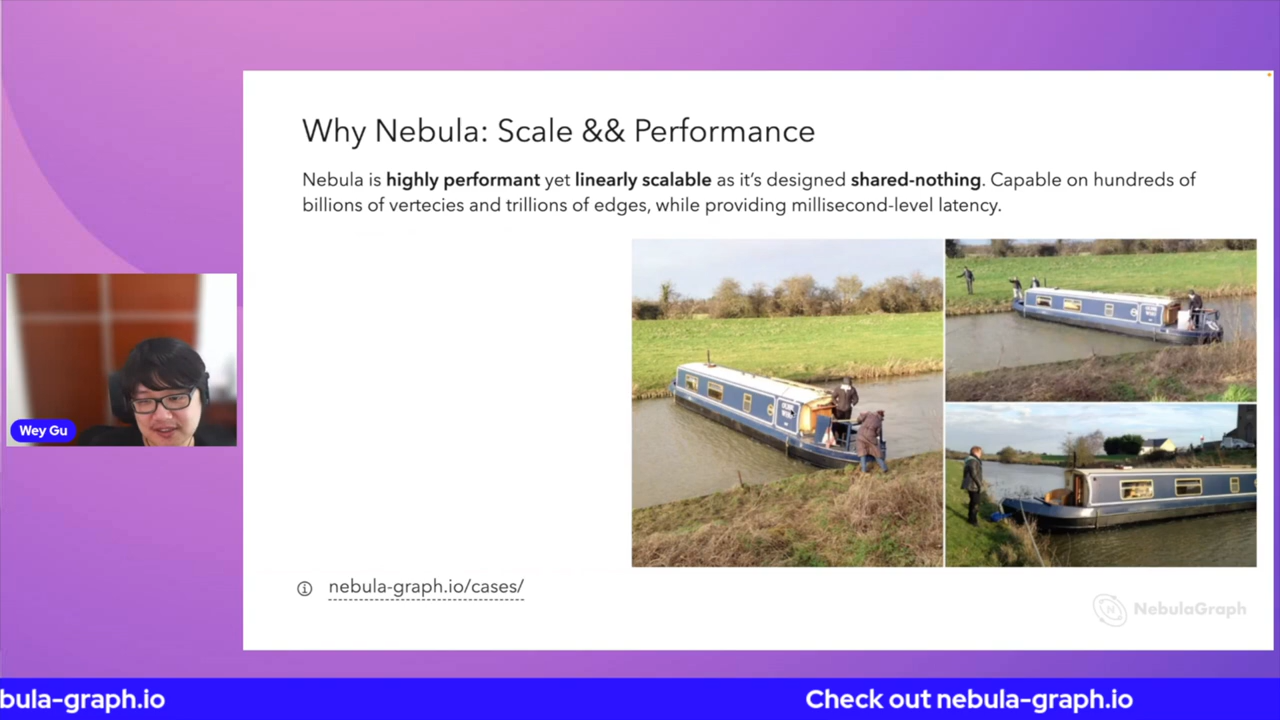 Why Nebula: Scale && Performance
Nebula is highly performant yet linearly scalable as it’s designed shared-nothing. Capable on hundreds of
billions of vertecies and trillions of edges, while providing millisecond-level latency.
Wey Gu
nebula-graph.io/cases/
NebulaGraph
bula-graph.io
Check out nebula-graph.io